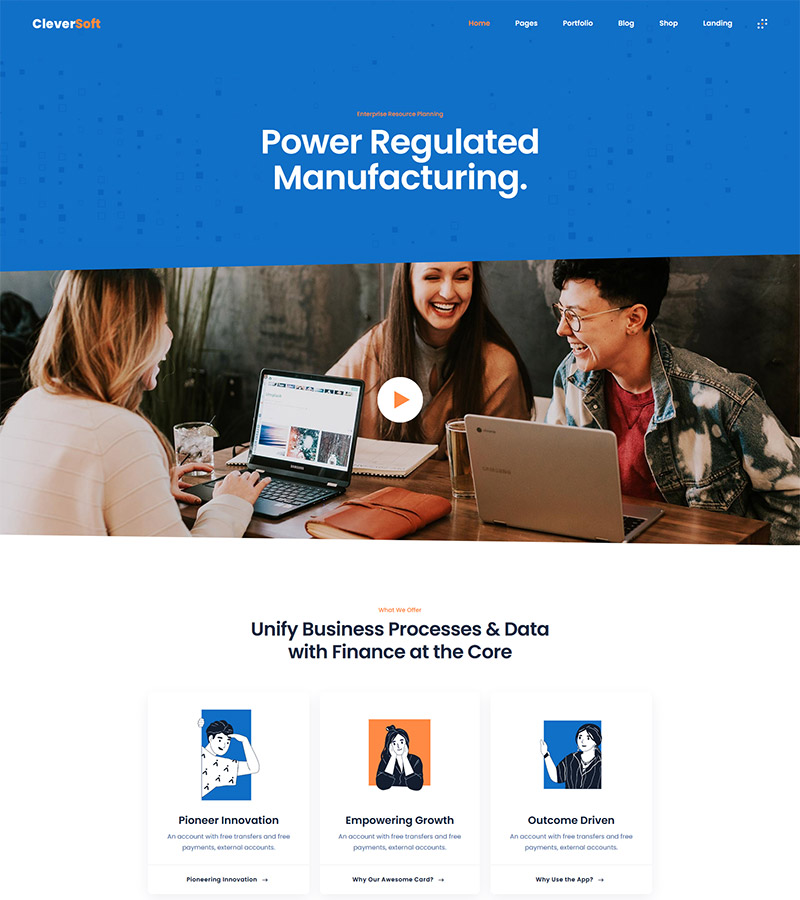 CleverSoft
Home Pages Portfolio Blog Shop Landing
Enterprise Resource Planning
Power Regulated
Manufacturing.
SAMSUNG
What We Offer
Unify Business Processes & Data
with Finance at the Core
Pioneer Innovation
An account with free transfers and free
payments, external accounts.
Pioneering Innovation →
Empowering Growth
An account with free transfers and free
payments, external accounts.
Why Our Awesome Card? →
Outcome Driven
An account with free transfers and free
payments, external accounts.
Why Use the App? →